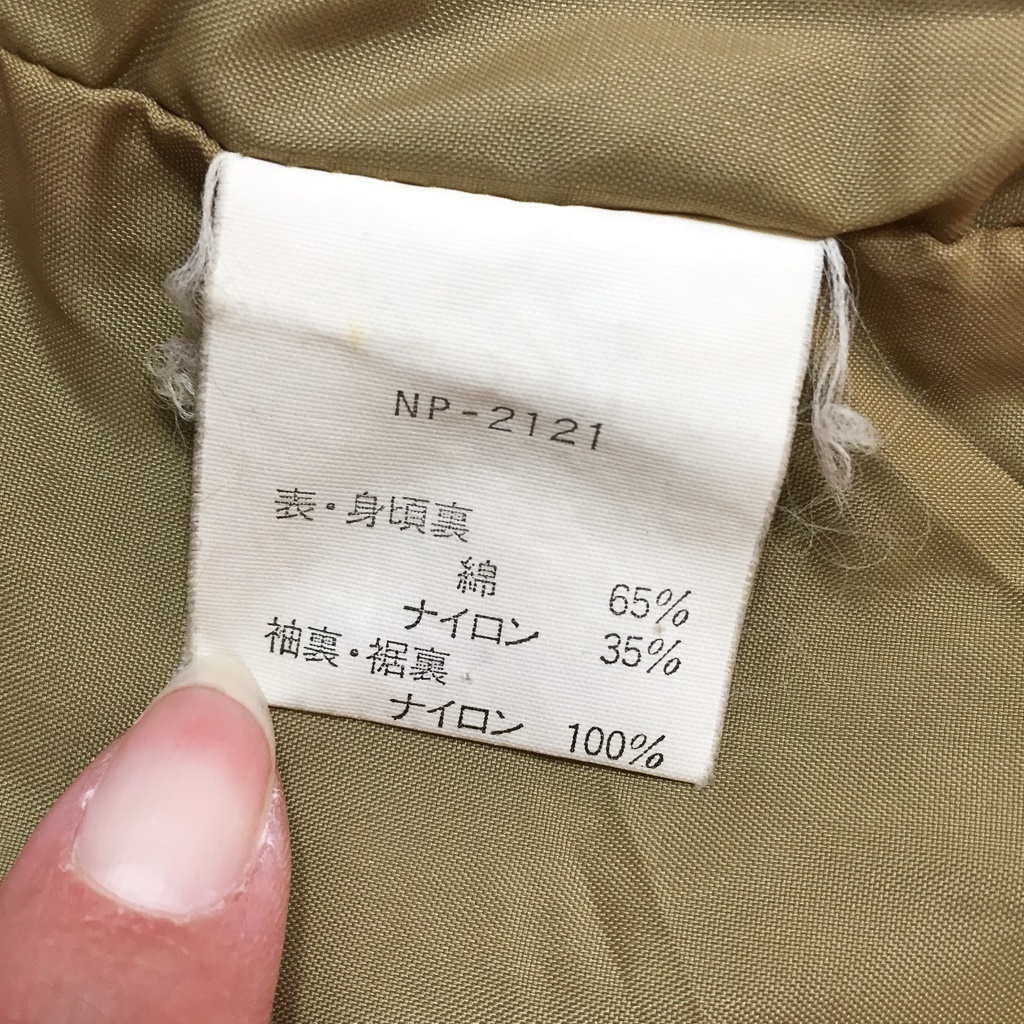 NP-2121
表・身頃裏
綿 65%
ナイロン 35%
袖裏・裾裏
ナイロン 100%